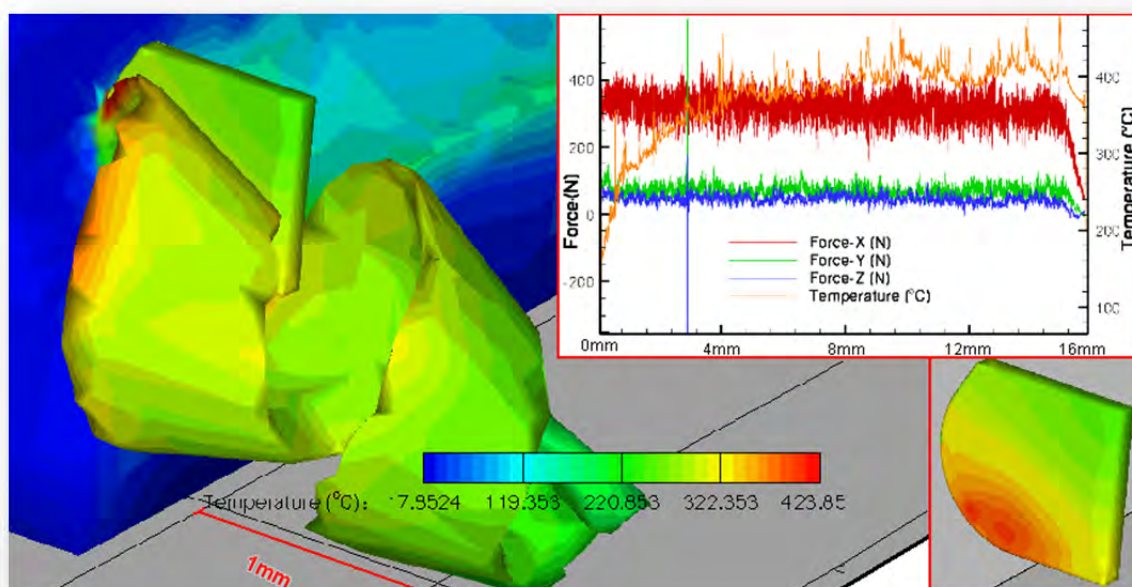 400
200
0
-200
Force-(N)
400
300
200
100
Temperature (°C)
Force-X (N)
Force-Y (N)
Force-Z (N)
Temperature (°C)
0mm 4mm 8mm 12mm 16mm
Temperature (°C): 17.9524 119.353 220.853 322.353 423.85
1mm